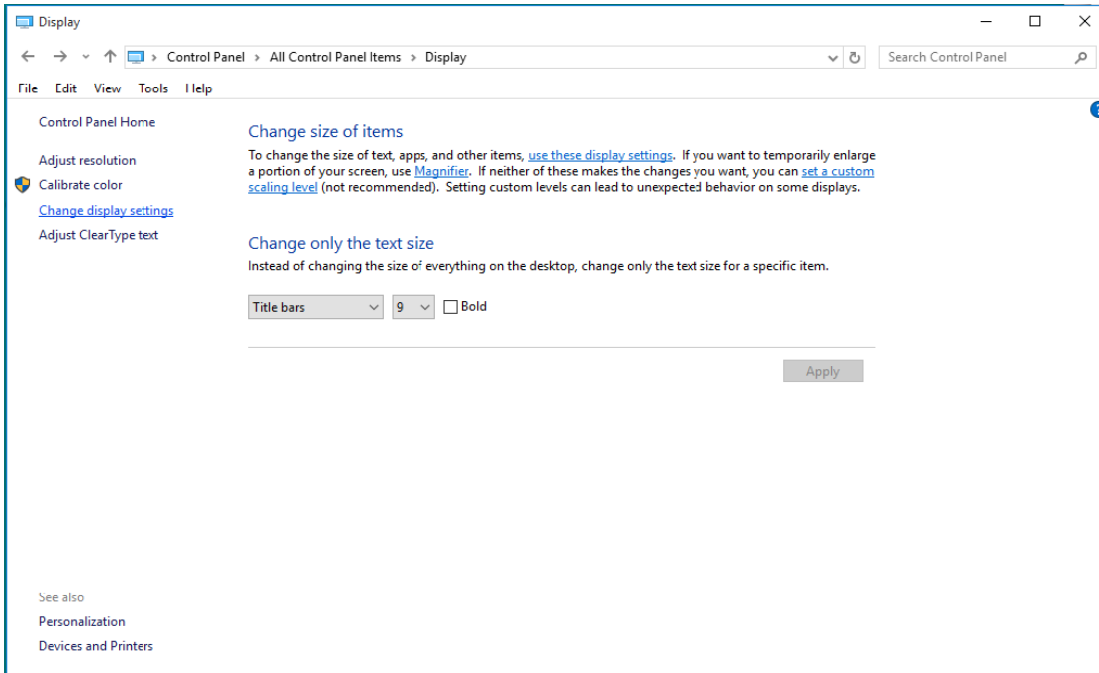 Display
Control Panel > All Control Panel Items > Display
Search Control Panel
File Edit View Tools Help
Control Panel Home
Adjust resolution
Calibrate color
Change display settings
Adjust ClearType text
Change size of items
To change the size of text, apps, and other items, use these display settings. If you want to temporarily enlarge
a portion of your screen, use Magnifier. If neither of these makes the changes you want, you can set a custom
scaling level (not recommended). Setting custom levels can lead to unexpected behavior on some displays.
Change only the text size
Instead of changing the size of everything on the desktop, change only the text size for a specific item.
Title bars 9 Bold
Apply
See also
Personalization
Devices and Printers